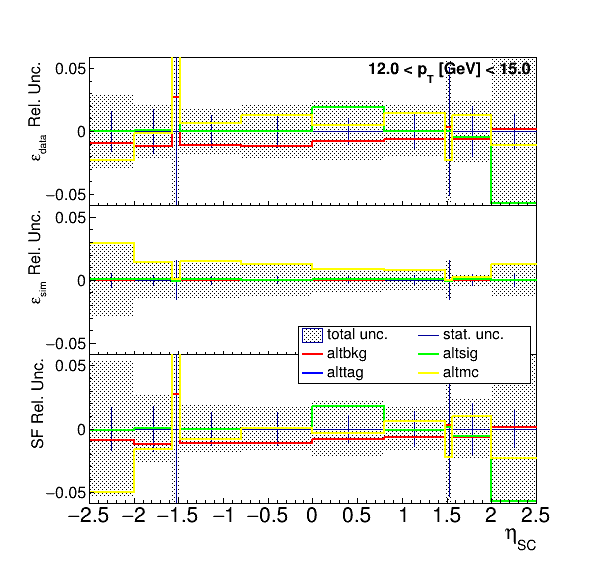 12.0 < p_T [GeV] < 15.0
ε_data Rel. Unc.
0.05
0
−0.05
ε_sim Rel. Unc.
0.05
0
−0.05
total unc. stat. unc.
altbkg altsig
alttag altmc
SF Rel. Unc.
0.05
0
−0.05
−2.5 −2 −1.5 −1 −0.5 0 0.5 1 1.5 2 2.5
η_SC